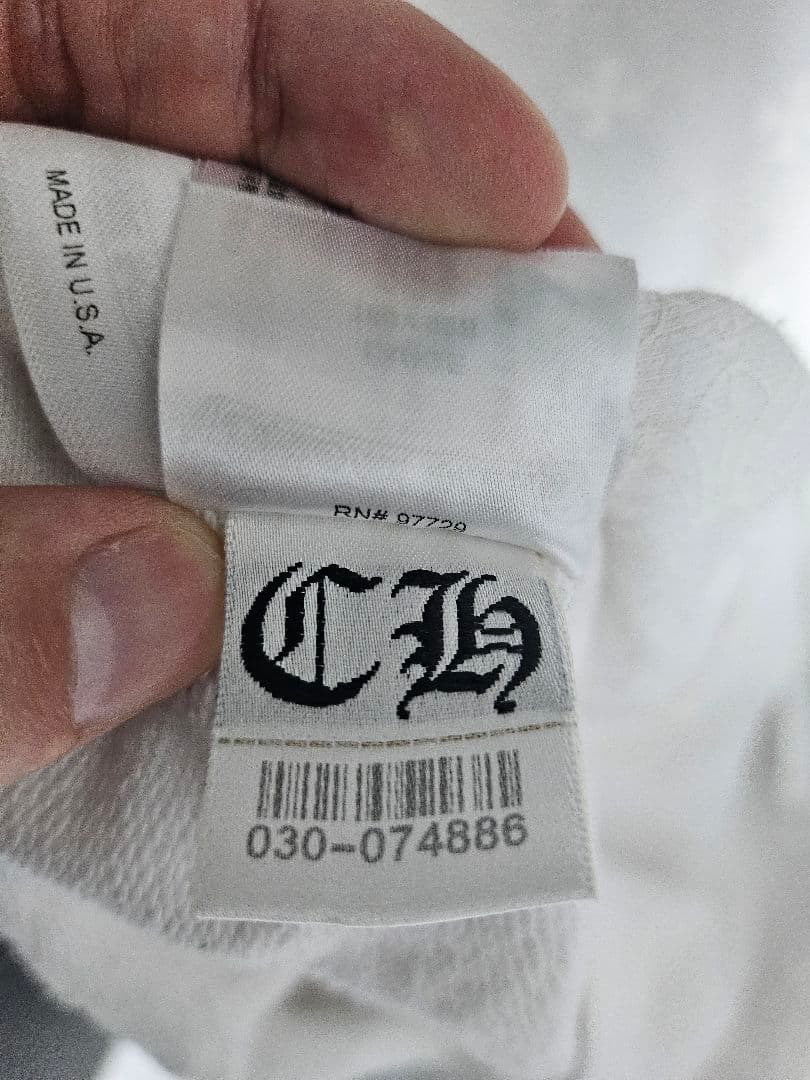 MADE IN U.S.A.
RN# 97729
CH
030-074886